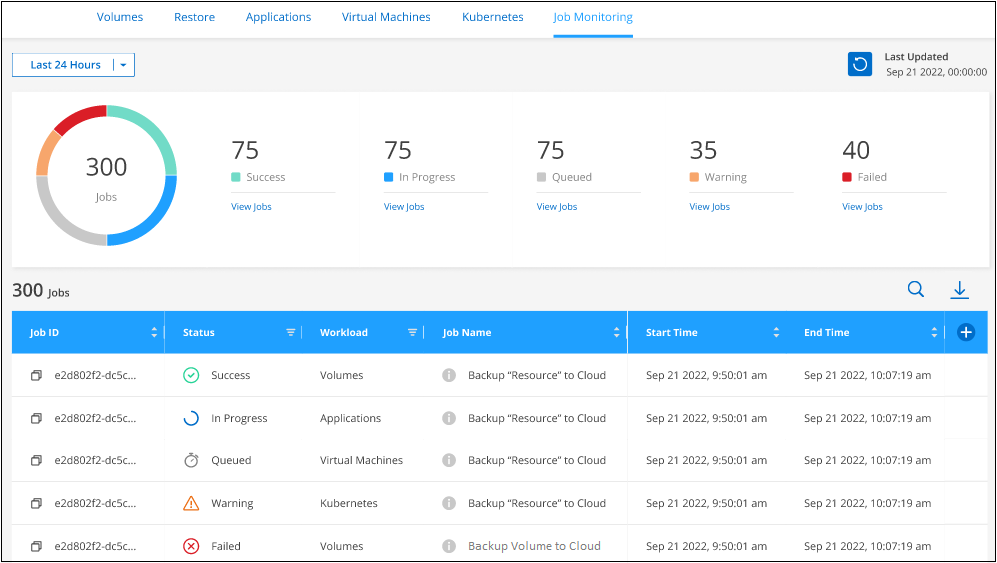 Volumes Restore Applications Virtual Machines Kubernetes Job Monitoring
Last 24 Hours
Last Updated
Sep 21 2022, 00:00:00
300
Jobs
75 75 75 35 40
Success In Progress Queued Warning Failed
View Jobs View Jobs View Jobs View Jobs View Jobs
300 Jobs
Job ID Status Workload Job Name Start Time End Time
e2d802f2-dc5c... Success Volumes Backup “Resource” to Cloud Sep 21 2022, 9:50:01 am Sep 21 2022, 10:07:19 am
e2d802f2-dc5c... In Progress Applications Backup “Resource” to Cloud Sep 21 2022, 9:50:01 am Sep 21 2022, 10:07:19 am
e2d802f2-dc5c... Queued Virtual Machines Backup “Resource” to Cloud Sep 21 2022, 9:50:01 am Sep 21 2022, 10:07:19 am
e2d802f2-dc5c... Warning Kubernetes Backup “Resource” to Cloud Sep 21 2022, 9:50:01 am Sep 21 2022, 10:07:19 am
e2d802f2-dc5c... Failed Volumes Backup Volume to Cloud Sep 21 2022, 9:50:01 am Sep 21 2022, 10:07:19 am